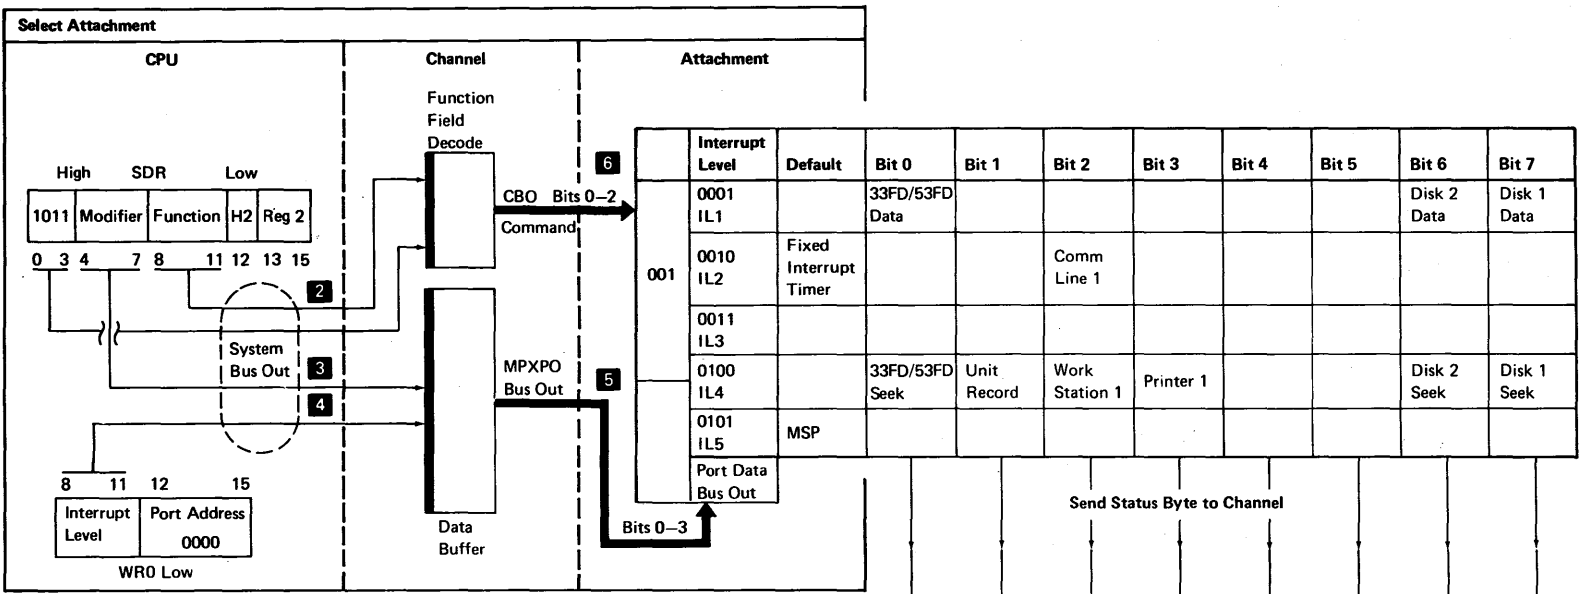 Select Attachment
CPU
Channel
Attachment
Function
Field
Decode
High SDR Low
1011 Modifier Function H2 Reg 2
0 3 4 7 8 11 12 13 15
2
System
Bus Out
3
4
8 11 12 15
Interrupt
Level
Port Address
0000
WR0 Low
CBO Bits 0–2
Command
6
MPXPO
Bus Out
5
Data
Buffer
Bits 0–3
Interrupt
Level
Default
Bit 0
Bit 1
Bit 2
Bit 3
Bit 4
Bit 5
Bit 6
Bit 7
001
0001
IL1
33FD/53FD
Data
Disk 2
Data
Disk 1
Data
0010
IL2
Fixed
Interrupt
Timer
Comm
Line 1
0011
IL3
0100
IL4
33FD/53FD
Seek
Unit
Record
Work
Station 1
Printer 1
Disk 2
Seek
Disk 1
Seek
0101
IL5
MSP
Port Data
Bus Out
Send Status Byte to Channel